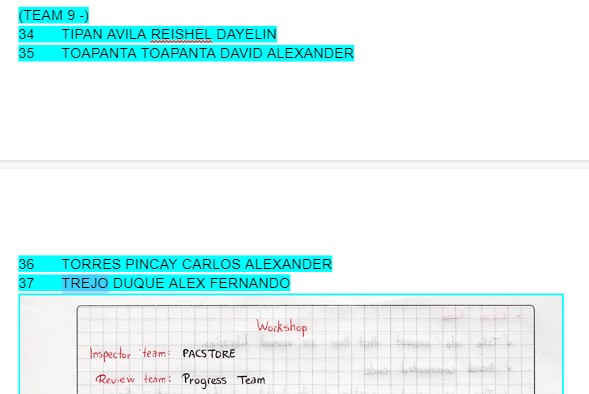 (TEAM 9 -)
34 TIPAN AVILA REISHEL DAYELIN
35 TOAPANTA TOAPANTA DAVID ALEXANDER
36 TORRES PINCAY CARLOS ALEXANDER
37 TREJO DUQUE ALEX FERNANDO
Workshop
Inspector team: PACSTORE
Review team: Progress Team